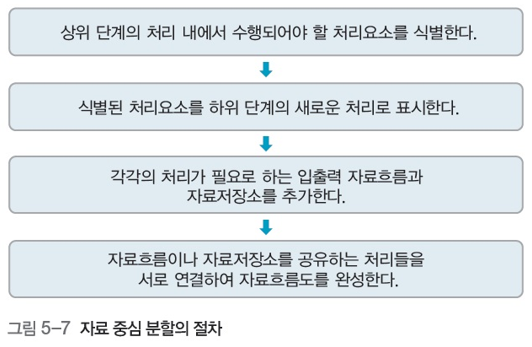 상위 단계의 처리 내에서 수행되어야 할 처리요소를 식별한다.
식별된 처리요소를 하위 단계의 새로운 처리로 표시한다.
각각의 처리가 필요로 하는 입출력 자료흐름과
자료저장소를 추가한다.
자료흐름이나 자료저장소를 공유하는 처리들을
서로 연결하여 자료흐름도를 완성한다.
그림 5-7 자료 중심 분할의 절차